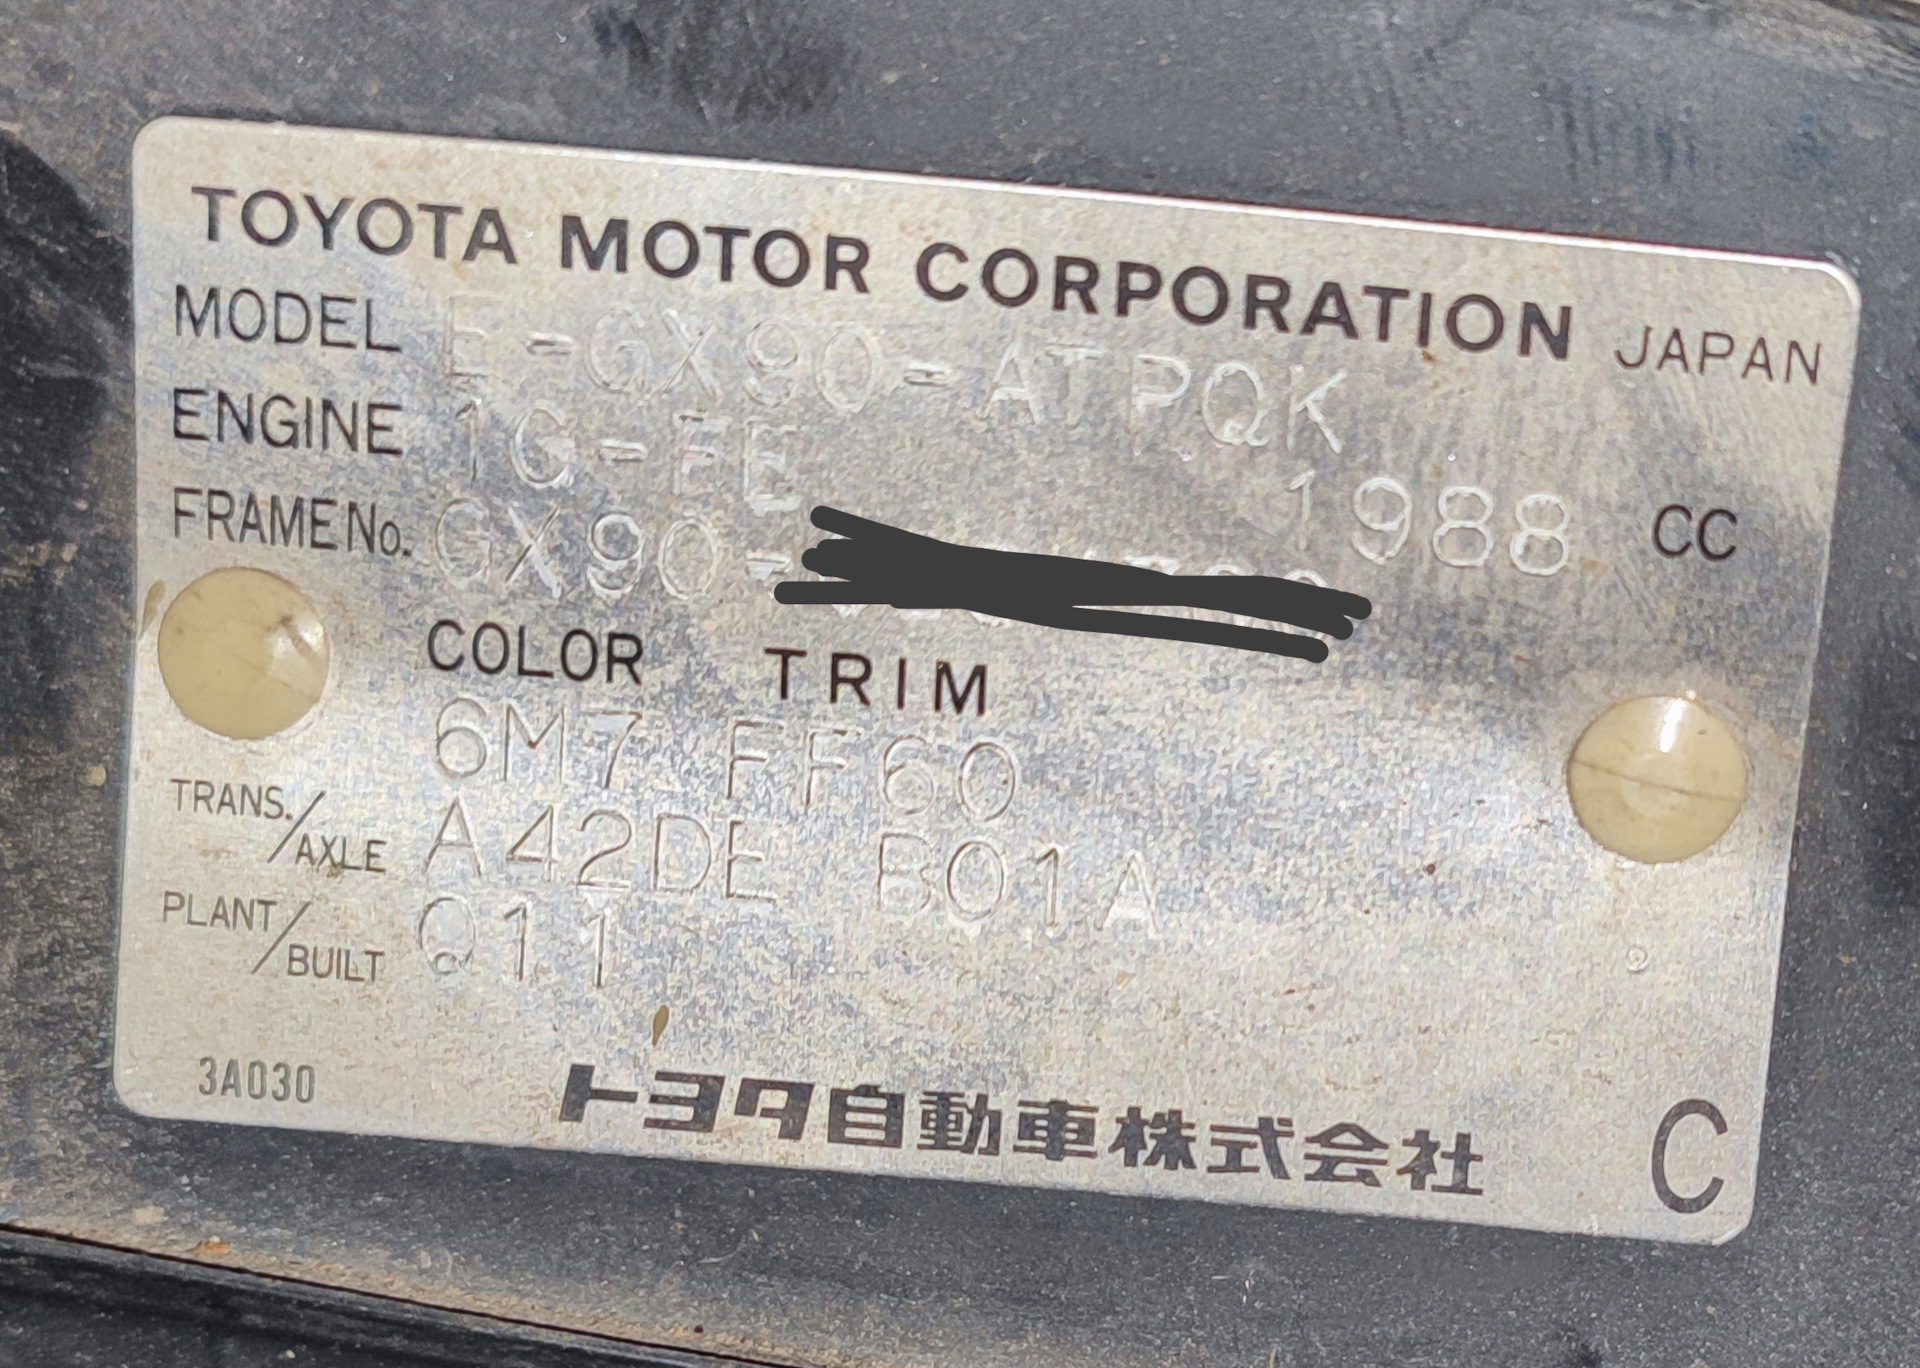 TOYOTA MOTOR CORPORATION JAPAN
MODEL E-GX90-ATPQK
ENGINE 1G-FE 1988 CC
FRAME No. GX90-
COLOR TRIM
6M7 FF60
TRANS./AXLE A42DE B01A
PLANT/BUILT Q11
3A030 トヨタ自動車株式会社 C